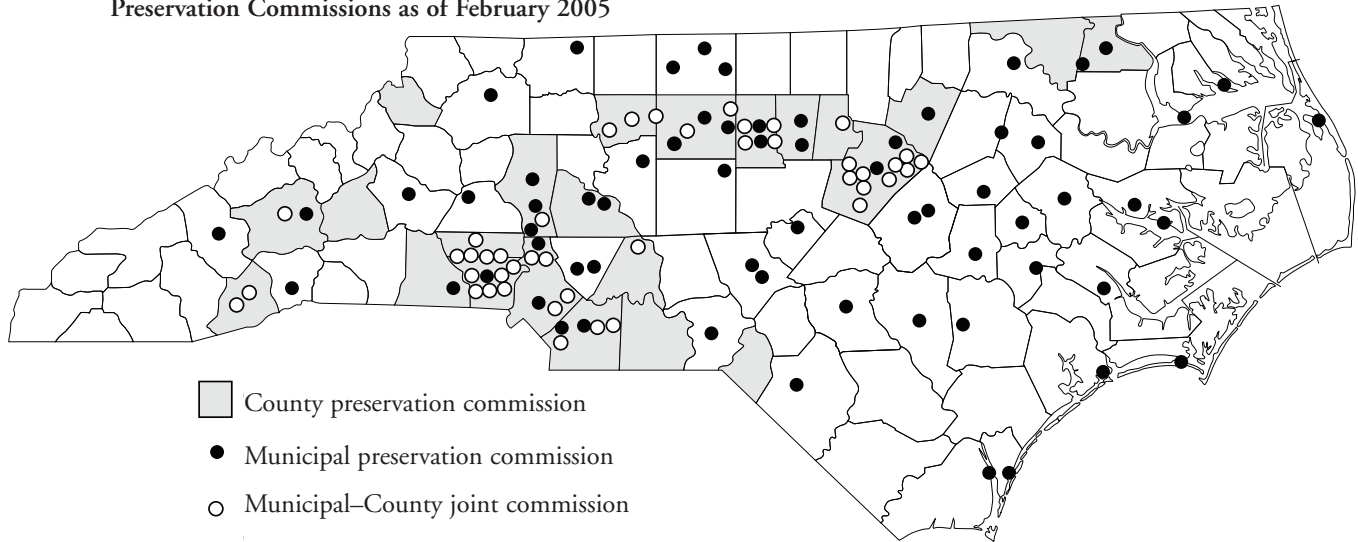 Preservation Commissions as of February 2005
County preservation commission
Municipal preservation commission
Municipal–County joint commission